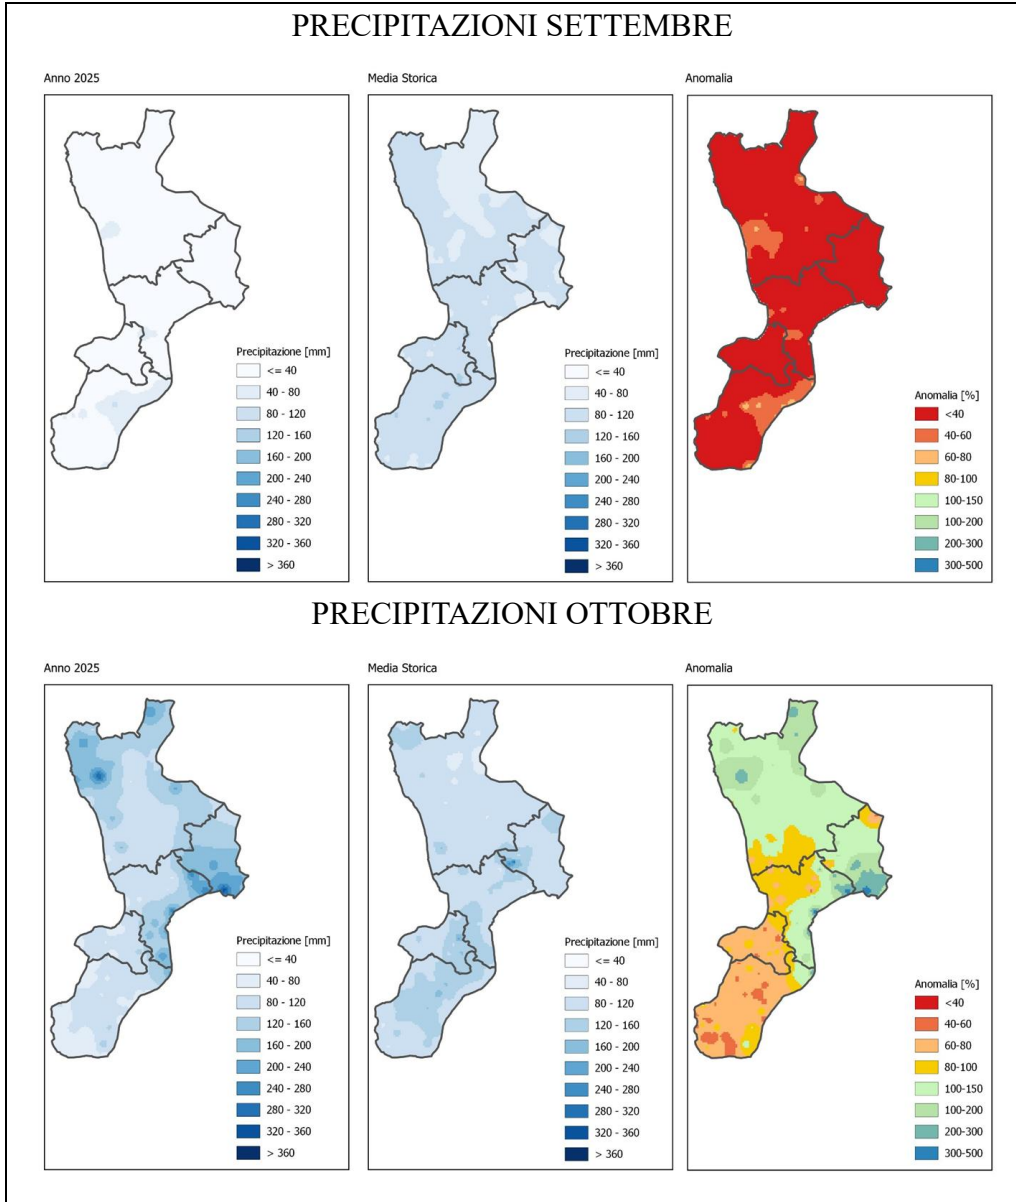 PRECIPITAZIONI SETTEMBRE
Anno 2025
Media Storica
Anomalia
Precipitazione [mm]
<= 40
40 - 80
80 - 120
120 - 160
160 - 200
200 - 240
240 - 280
280 - 320
320 - 360
> 360
Precipitazione [mm]
<= 40
40 - 80
80 - 120
120 - 160
160 - 200
200 - 240
240 - 280
280 - 320
320 - 360
> 360
Anomalia [%]
<40
40-60
60-80
80-100
100-150
100-200
200-300
300-500
PRECIPITAZIONI OTTOBRE
Anno 2025
Media Storica
Anomalia
Precipitazione [mm]
<= 40
40 - 80
80 - 120
120 - 160
160 - 200
200 - 240
240 - 280
280 - 320
320 - 360
> 360
Precipitazione [mm]
<= 40
40 - 80
80 - 120
120 - 160
160 - 200
200 - 240
240 - 280
280 - 320
320 - 360
> 360
Anomalia [%]
<40
40-60
60-80
80-100
100-150
100-200
200-300
300-500